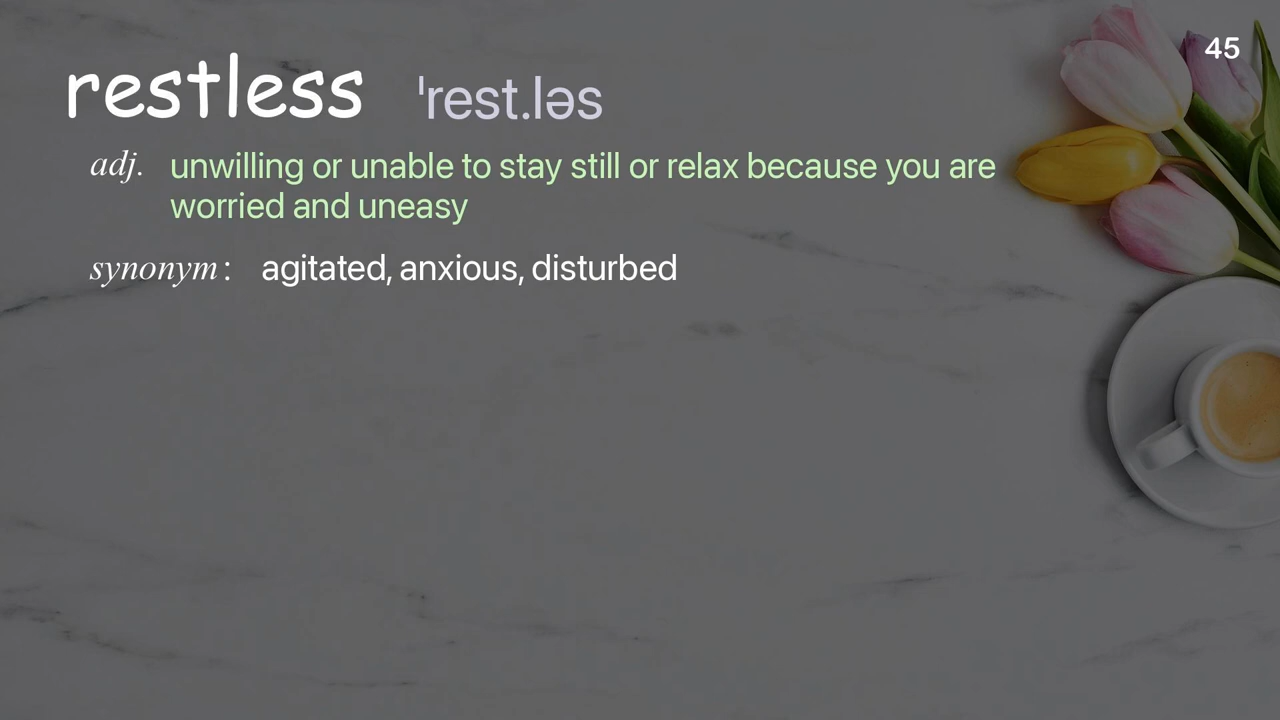 45
restless ˈrest.ləs
adj. unwilling or unable to stay still or relax because you are
worried and uneasy
synonym: agitated, anxious, disturbed